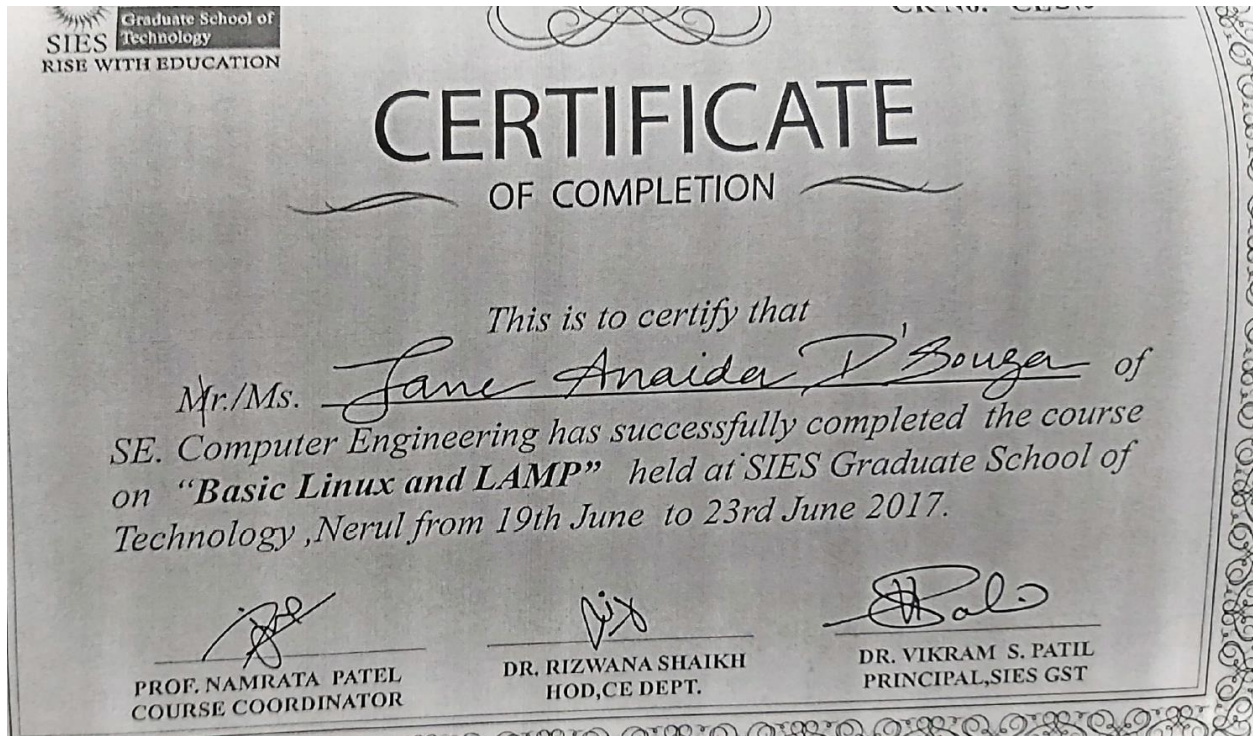 Graduate School of
SIES Technology
RISE WITH EDUCATION
CERTIFICATE
OF COMPLETION
This is to certify that
Mr./Ms. Jane Anaida D'Souza of
SE. Computer Engineering has successfully completed the course
on “Basic Linux and LAMP” held at SIES Graduate School of
Technology ,Nerul from 19th June to 23rd June 2017.
PROF. NAMRATA PATEL
COURSE COORDINATOR
DR. RIZWANA SHAIKH
HOD,CE DEPT.
DR. VIKRAM S. PATIL
PRINCIPAL,SIES GST